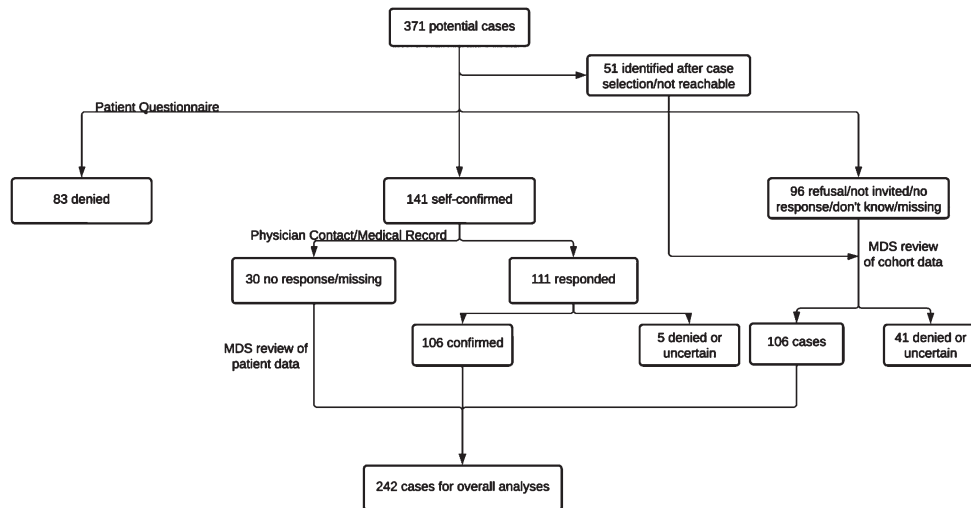 371 potential cases
51 identified after case
selection/not reachable
Patient Questionnaire
83 denied
141 self-confirmed
96 refusal/not invited/no
response/don't know/missing
Physician Contact/Medical Record
MDS review
of cohort data
30 no response/missing
111 responded
106 confirmed
5 denied or
uncertain
106 cases
41 denied or
uncertain
MDS review of
patient data
242 cases for overall analyses